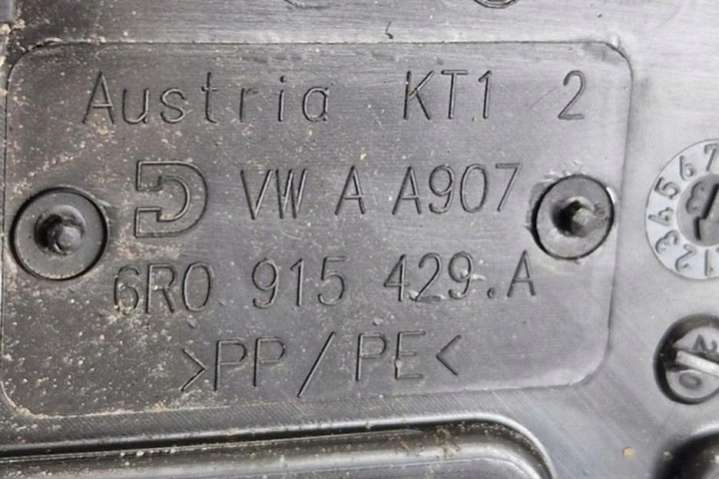 Austria KT1 2
VW A A907
6R0 915 429.A
>PP/PE<